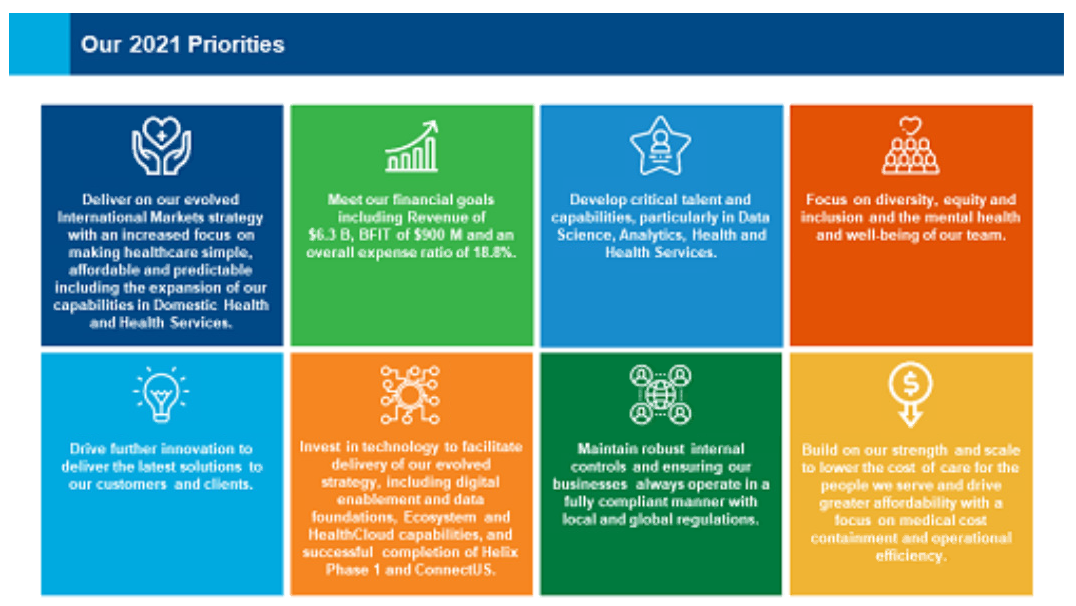 Our 2021 Priorities
Deliver on our evolved
International Markets strategy
with an increased focus on
making healthcare simple,
affordable and predictable
including the expansion of our
capabilities in Domestic Health
and Health Services.
Meet our financial goals
including Revenue of
$6.3 B, BFIT of $900 M and an
overall expense ratio of 18.8%.
Develop critical talent and
capabilities, particularly in Data
Science, Analytics, Health and
Health Services.
Focus on diversity, equity and
inclusion and the mental health
and well-being of our team.
Drive further innovation to
deliver the latest solutions to
our customers and clients.
Invest in technology to facilitate
delivery of our evolved
strategy, including digital
enablement and data
foundations, Ecosystem and
HealthCloud capabilities, and
successful completion of Helix
Phase 1 and ConnectUS.
Maintain robust internal
controls and ensuring our
businesses always operate in a
fully compliant manner with
local and global regulations.
$
Build on our strength and scale
to lower the cost of care for the
people we serve and drive
greater affordability with a
focus on medical cost
containment and operational
efficiency.